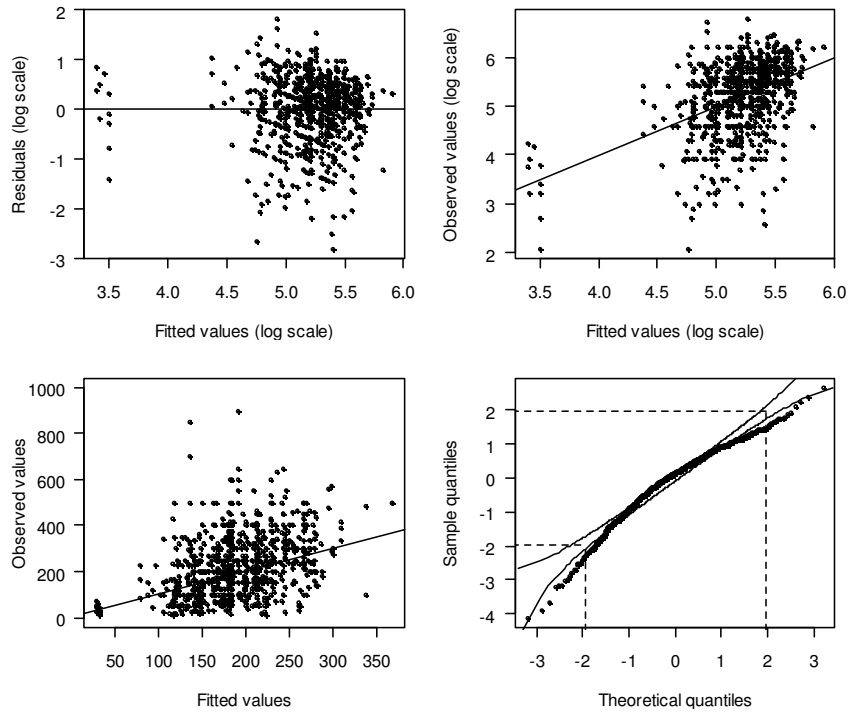 2
1
0
-1
-2
-3
Residuals (log scale)
3.5 4.0 4.5 5.0 5.5 6.0
Fitted values (log scale)
6
5
4
3
2
Observed values (log scale)
3.5 4.0 4.5 5.0 5.5 6.0
Fitted values (log scale)
1000
800
600
400
200
0
Observed values
50 100 150 200 250 300 350
Fitted values
2
1
0
-1
-2
-3
-4
Sample quantiles
-3 -2 -1 0 1 2 3
Theoretical quantiles